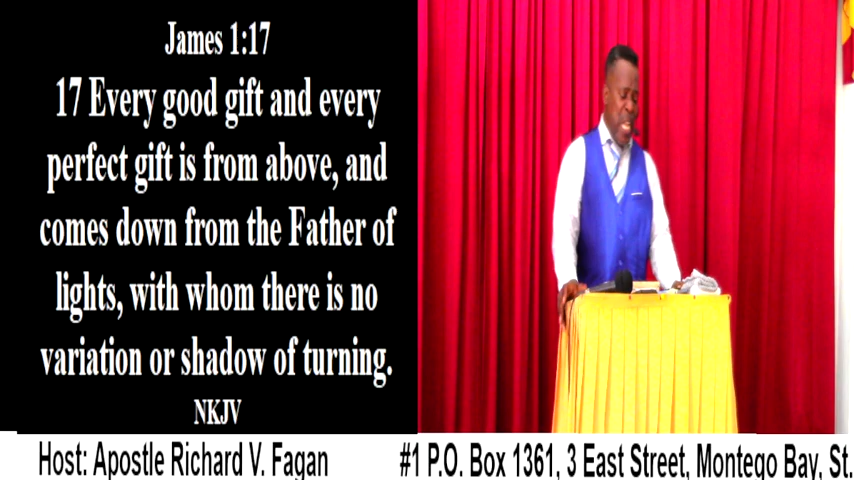 James 1:17
17 Every good gift and every
perfect gift is from above, and
comes down from the Father of
lights, with whom there is no
variation or shadow of turning.
NKJV
Host: Apostle Richard V. Fagan
#1 P.O. Box 1361, 3 East Street, Montego Bay, St.